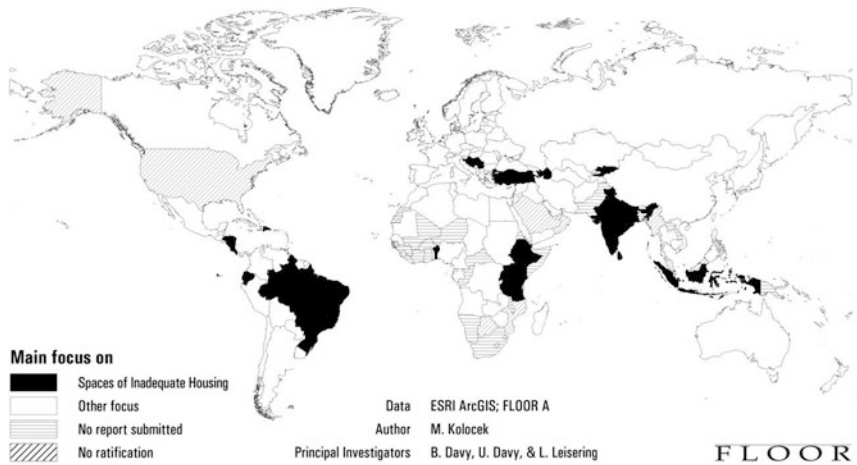 Main focus on
Spaces of Inadequate Housing
Other focus
No report submitted
No ratification
Data ESRI ArcGIS; FLOOR A
Author M. Kolocek
Principal Investigators B. Davy, U. Davy, & L. Leisering
FLOOR